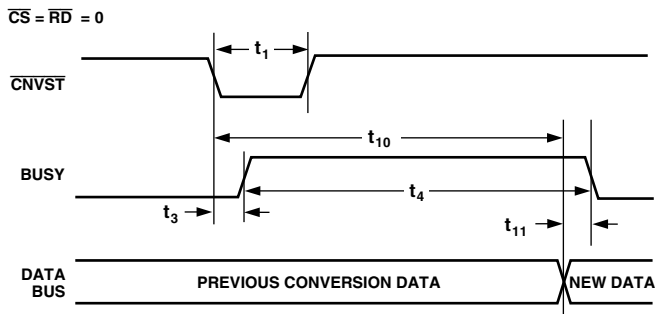 CS = RD = 0
t1
CNVST
t10
BUSY
t4
t3
t11
DATA BUS
PREVIOUS CONVERSION DATA
NEW DATA